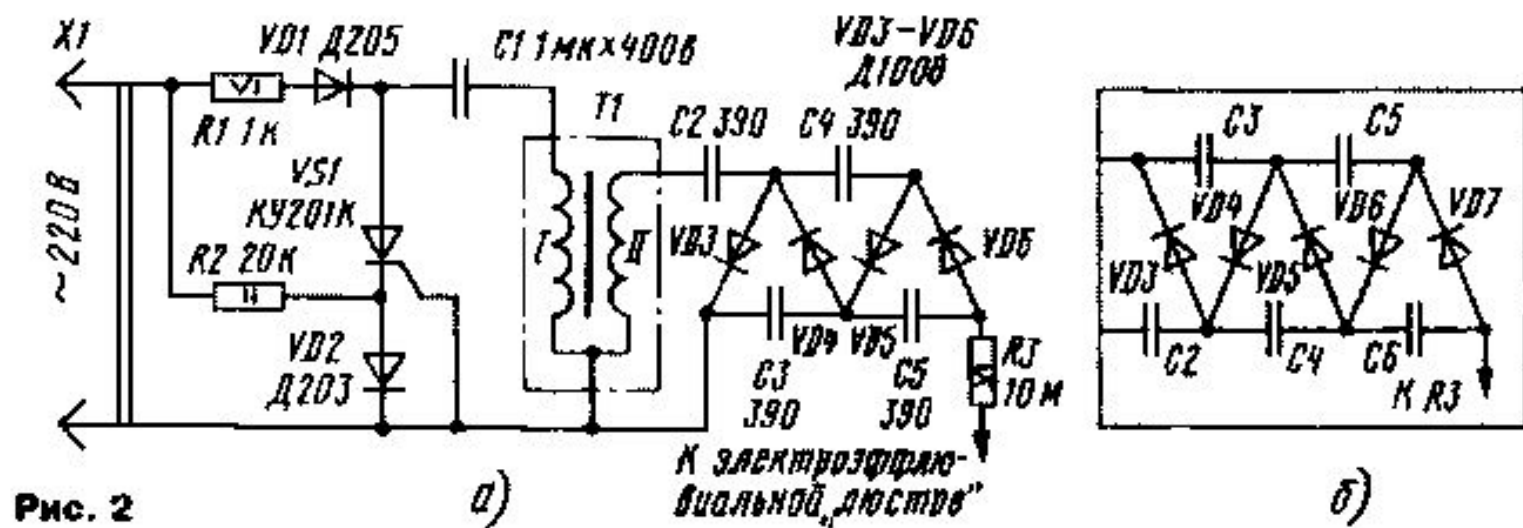 X1
VD1 Д205
C1 1мк×400в
VD3-VD6
Д1008
R1 1к
T1
C2 390
C4 390
C3
C5
VS1
КУ201К
~220В
R2 20к
I
II
VD3
VD6
VD4
VD6
VD7
VD3
VD5
VD2
Д203
C3
390
VD4
VD5
C5
390
R3
10 м
C2
C4
C6
К R3
К электроэффлю-
виальной „люстре"
Рис. 2
а)
б)